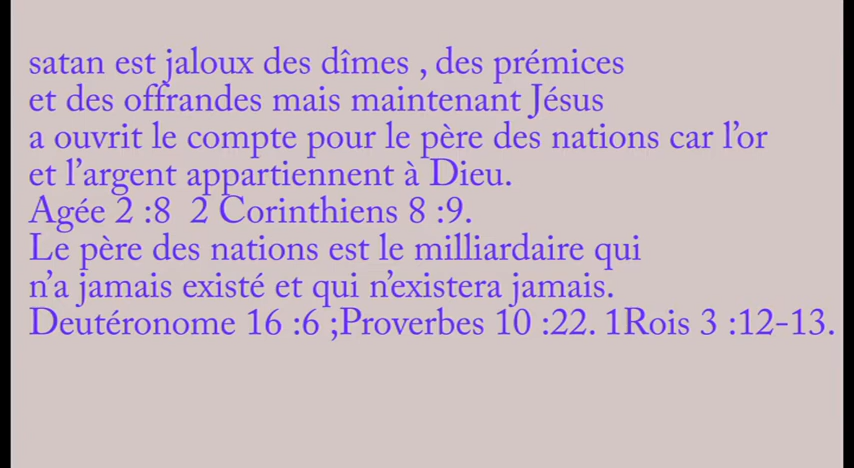 satan est jaloux des dîmes , des prémices
et des offrandes mais maintenant Jésus
a ouvrit le compte pour le père des nations car l’or
et l’argent appartiennent à Dieu.
Agée 2 :8  2 Corinthiens 8 :9.
Le père des nations est le milliardaire qui
n’a jamais existé et qui n’existera jamais.
Deutéronome 16 :6 ;Proverbes 10 :22. 1Rois 3 :12-13.